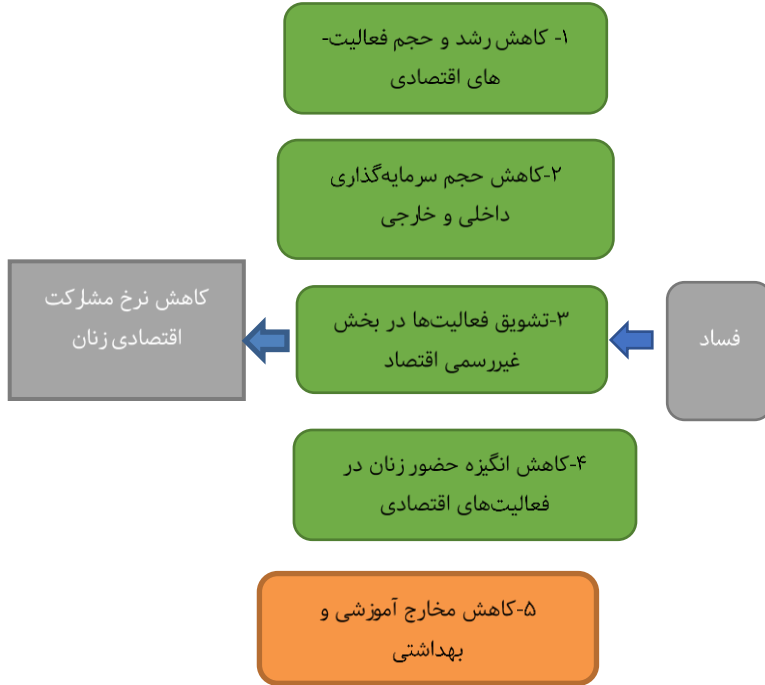 ۱- کاهش رشد و حجم فعالیت-
های اقتصادی
۲-کاهش حجم سرمایه‌گذاری
داخلی و خارجی
فساد
۳-تشویق فعالیت‌ها در بخش
غیررسمی اقتصاد
کاهش نرخ مشارکت
اقتصادی زنان
۴-کاهش انگیزه حضور زنان در
فعالیت‌های اقتصادی
۵-کاهش مخارج آموزشی و
بهداشتی